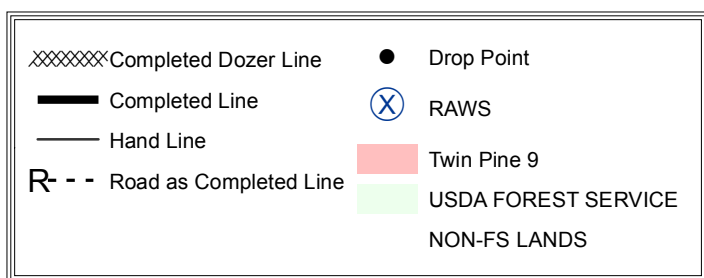 Completed Dozer Line
Completed Line
Hand Line
R Road as Completed Line
Drop Point
X RAWS
Twin Pine 9
USDA FOREST SERVICE
NON-FS LANDS